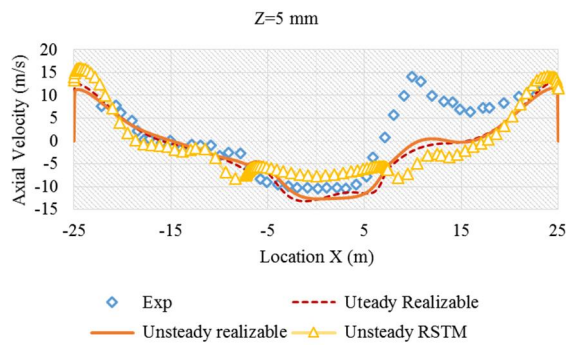 Z=5 mm
Axial Velocity (m/s)
20
15
10
5
0
-5
-10
-15
-25
-15
-5
5
15
25
Location X (m)
Exp
Uteady Realizable
Unsteady realizable
Unsteady RSTM